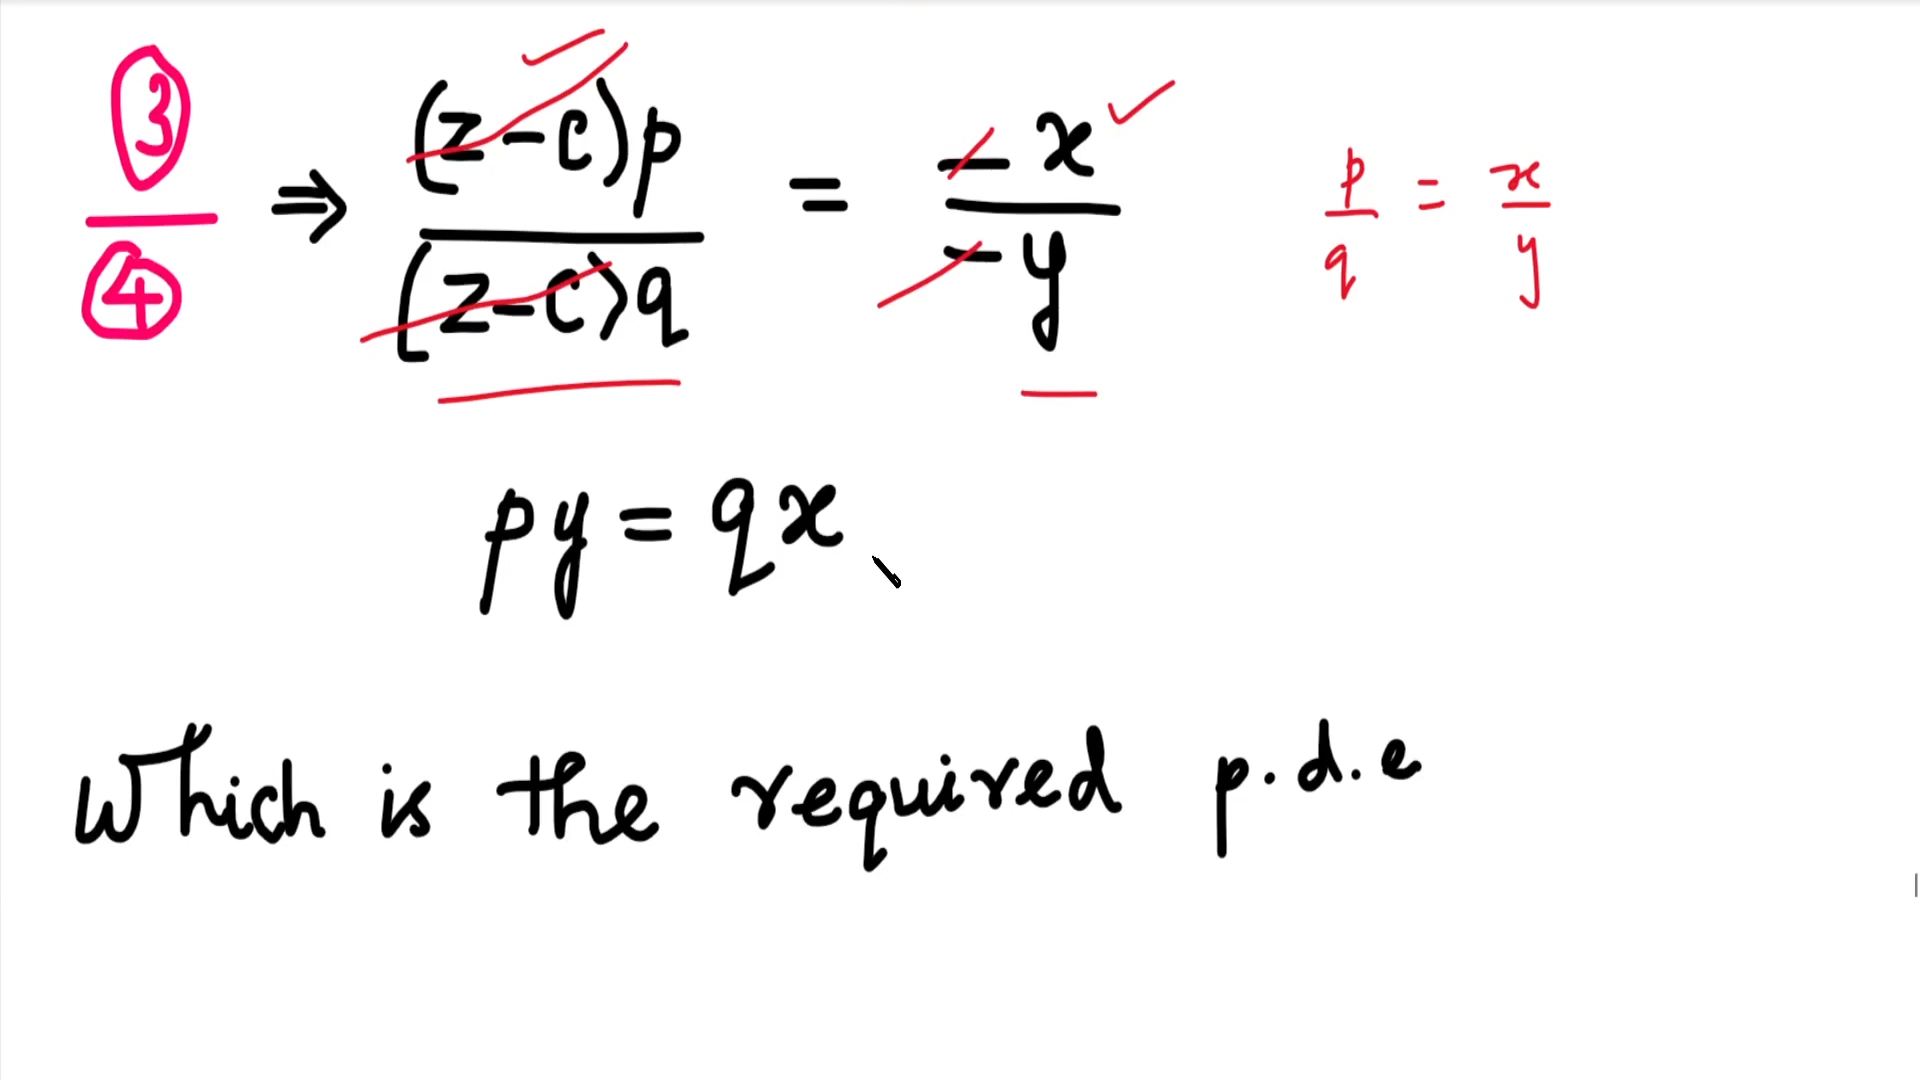 ③/④ ⇒ (z-c)p/(z-c)q = -x/-y p/q = x/y
py = qx
Which is the required p.d.e